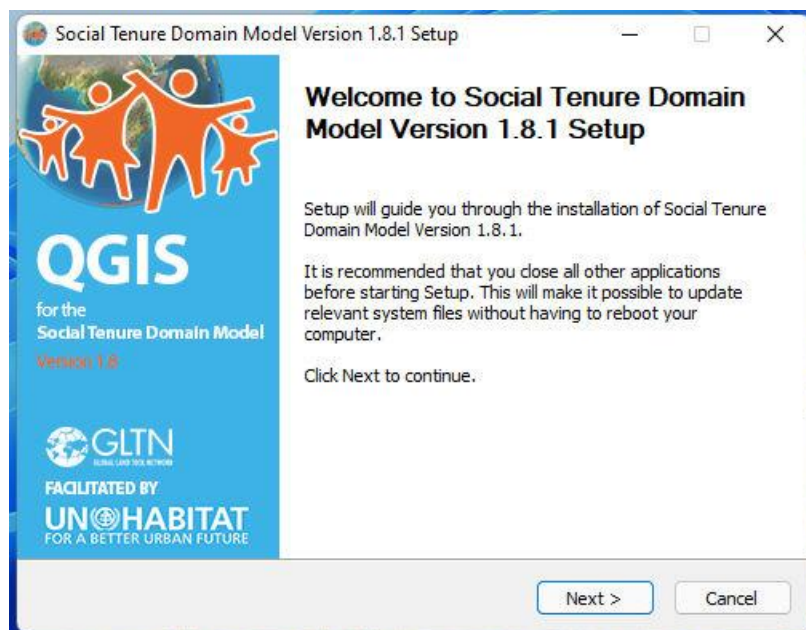 Social Tenure Domain Model Version 1.8.1 Setup
Welcome to Social Tenure Domain
Model Version 1.8.1 Setup
Setup will guide you through the installation of Social Tenure
Domain Model Version 1.8.1.
It is recommended that you close all other applications
before starting Setup. This will make it possible to update
relevant system files without having to reboot your
computer.
Click Next to continue.
QGIS
for the
Social Tenure Domain Model
Version 1.8
GLTN
GLOBAL LAND TOOL NETWORK
FACILITATED BY
UN HABITAT
FOR A BETTER URBAN FUTURE
Next >
Cancel